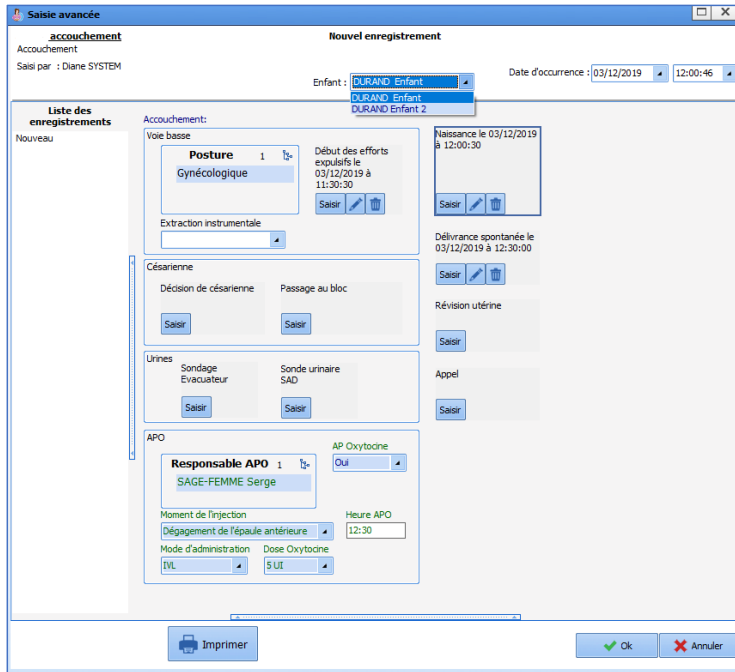 Saisie avancée
accouchement
Nouvel enregistrement
Accouchement
Saisi par : Diane SYSTEM
Enfant : DURAND Enfant
Date d'occurrence : 03/12/2019 12:00:46
DURAND Enfant
DURAND Enfant 2
Liste des
enregistrements
Nouveau
Accouchement:
Voie basse
Posture 1
Gynécologique
Début des efforts
expulsifs le
03/12/2019 à
11:30:30
Saisir
Extraction instrumentale
Naissance le 03/12/2019
à 12:00:30
Saisir
Délivrance spontanée le
03/12/2019 à 12:30:00
Saisir
Césarienne
Décision de césarienne
Saisir
Passage au bloc
Saisir
Révision utérine
Saisir
Urines
Sondage
Evacuateur
Saisir
Sonde urinaire
SAD
Saisir
Appel
Saisir
APO
Responsable APO 1
SAGE-FEMME Serge
AP Oxytocine
Oui
Moment de l'injection
Dégagement de l'épaule antérieure
Heure APO
12:30
Mode d'administration
IVL
Dose Oxytocine
5 UI
Imprimer
Ok
Annuler